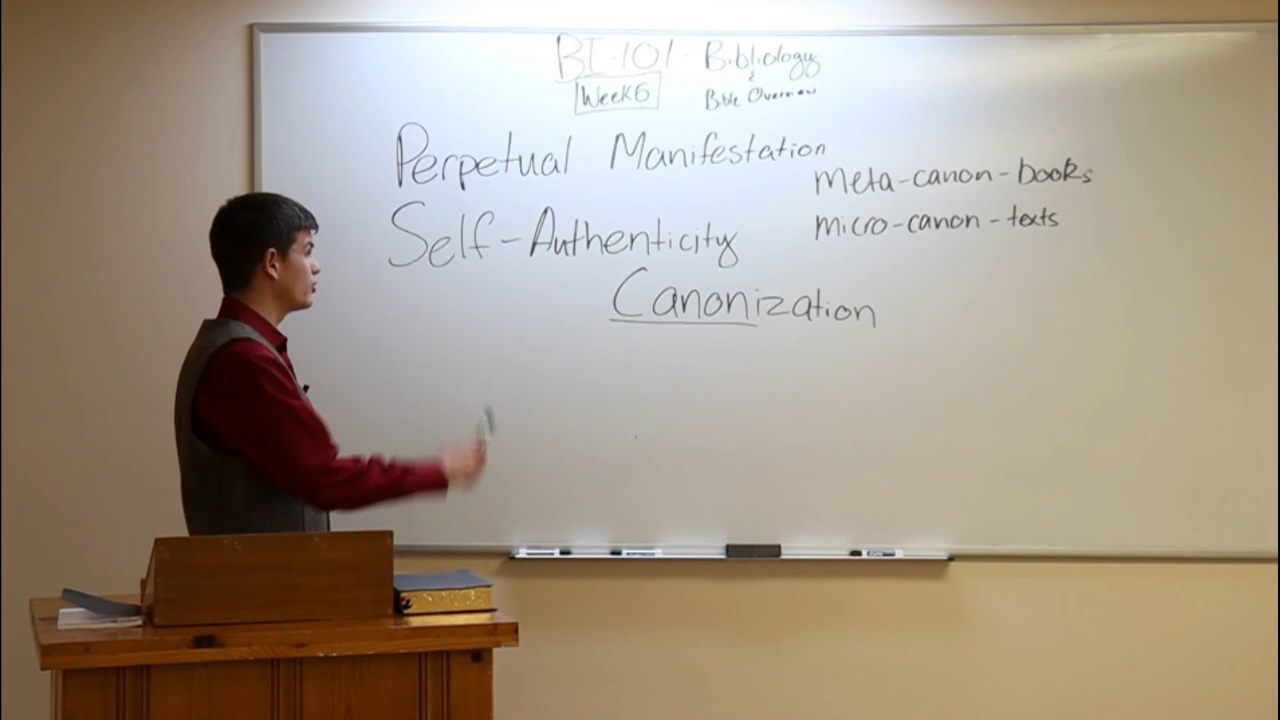 BI-101 - Bibliology
&
Week 6
Bible Overview
Perpetual Manifestation
Meta-canon-books
Self-Authenticity
micro-canon-texts
Canonization